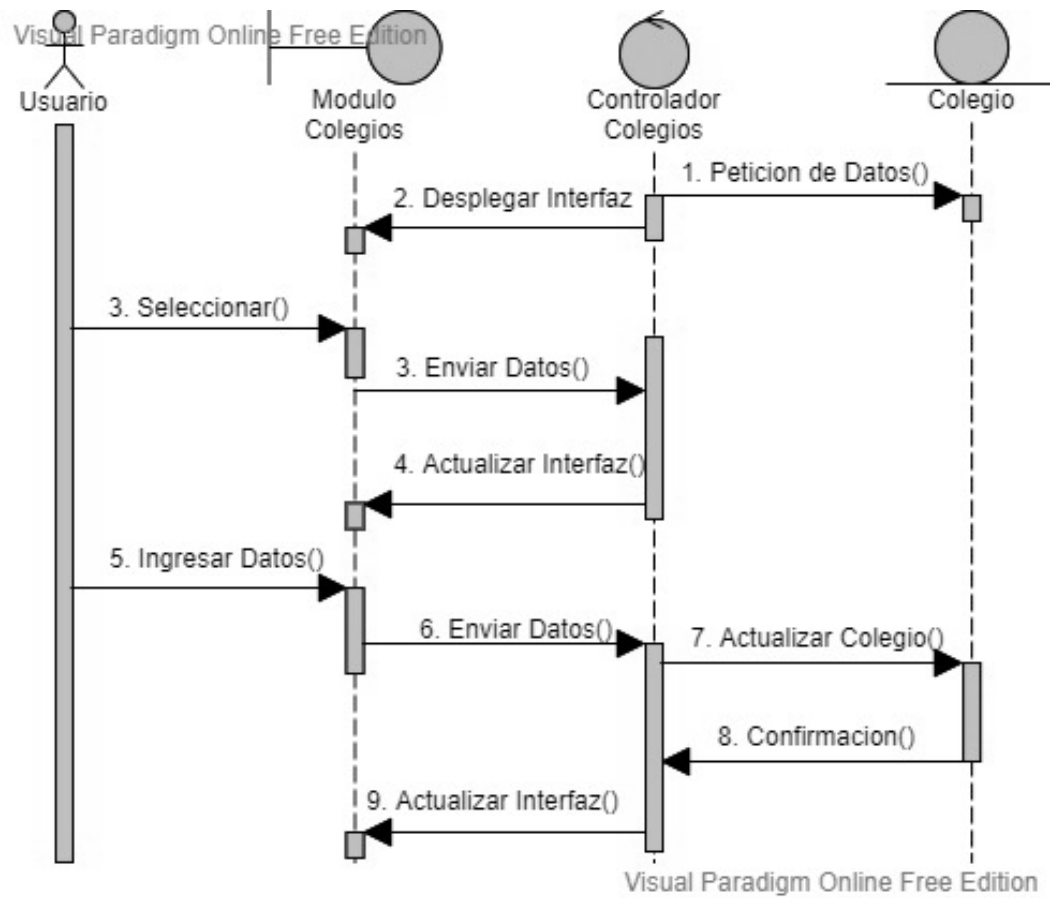 Visual Paradigm Online Free Edition
Usuario
Modulo
Colegios
Controlador
Colegios
Colegio
1. Peticion de Datos()
2. Desplegar Interfaz
3. Seleccionar()
3. Enviar Datos()
4. Actualizar Interfaz()
5. Ingresar Datos()
6. Enviar Datos()
7. Actualizar Colegio()
8. Confirmacion()
9. Actualizar Interfaz()
Visual Paradigm Online Free Edition